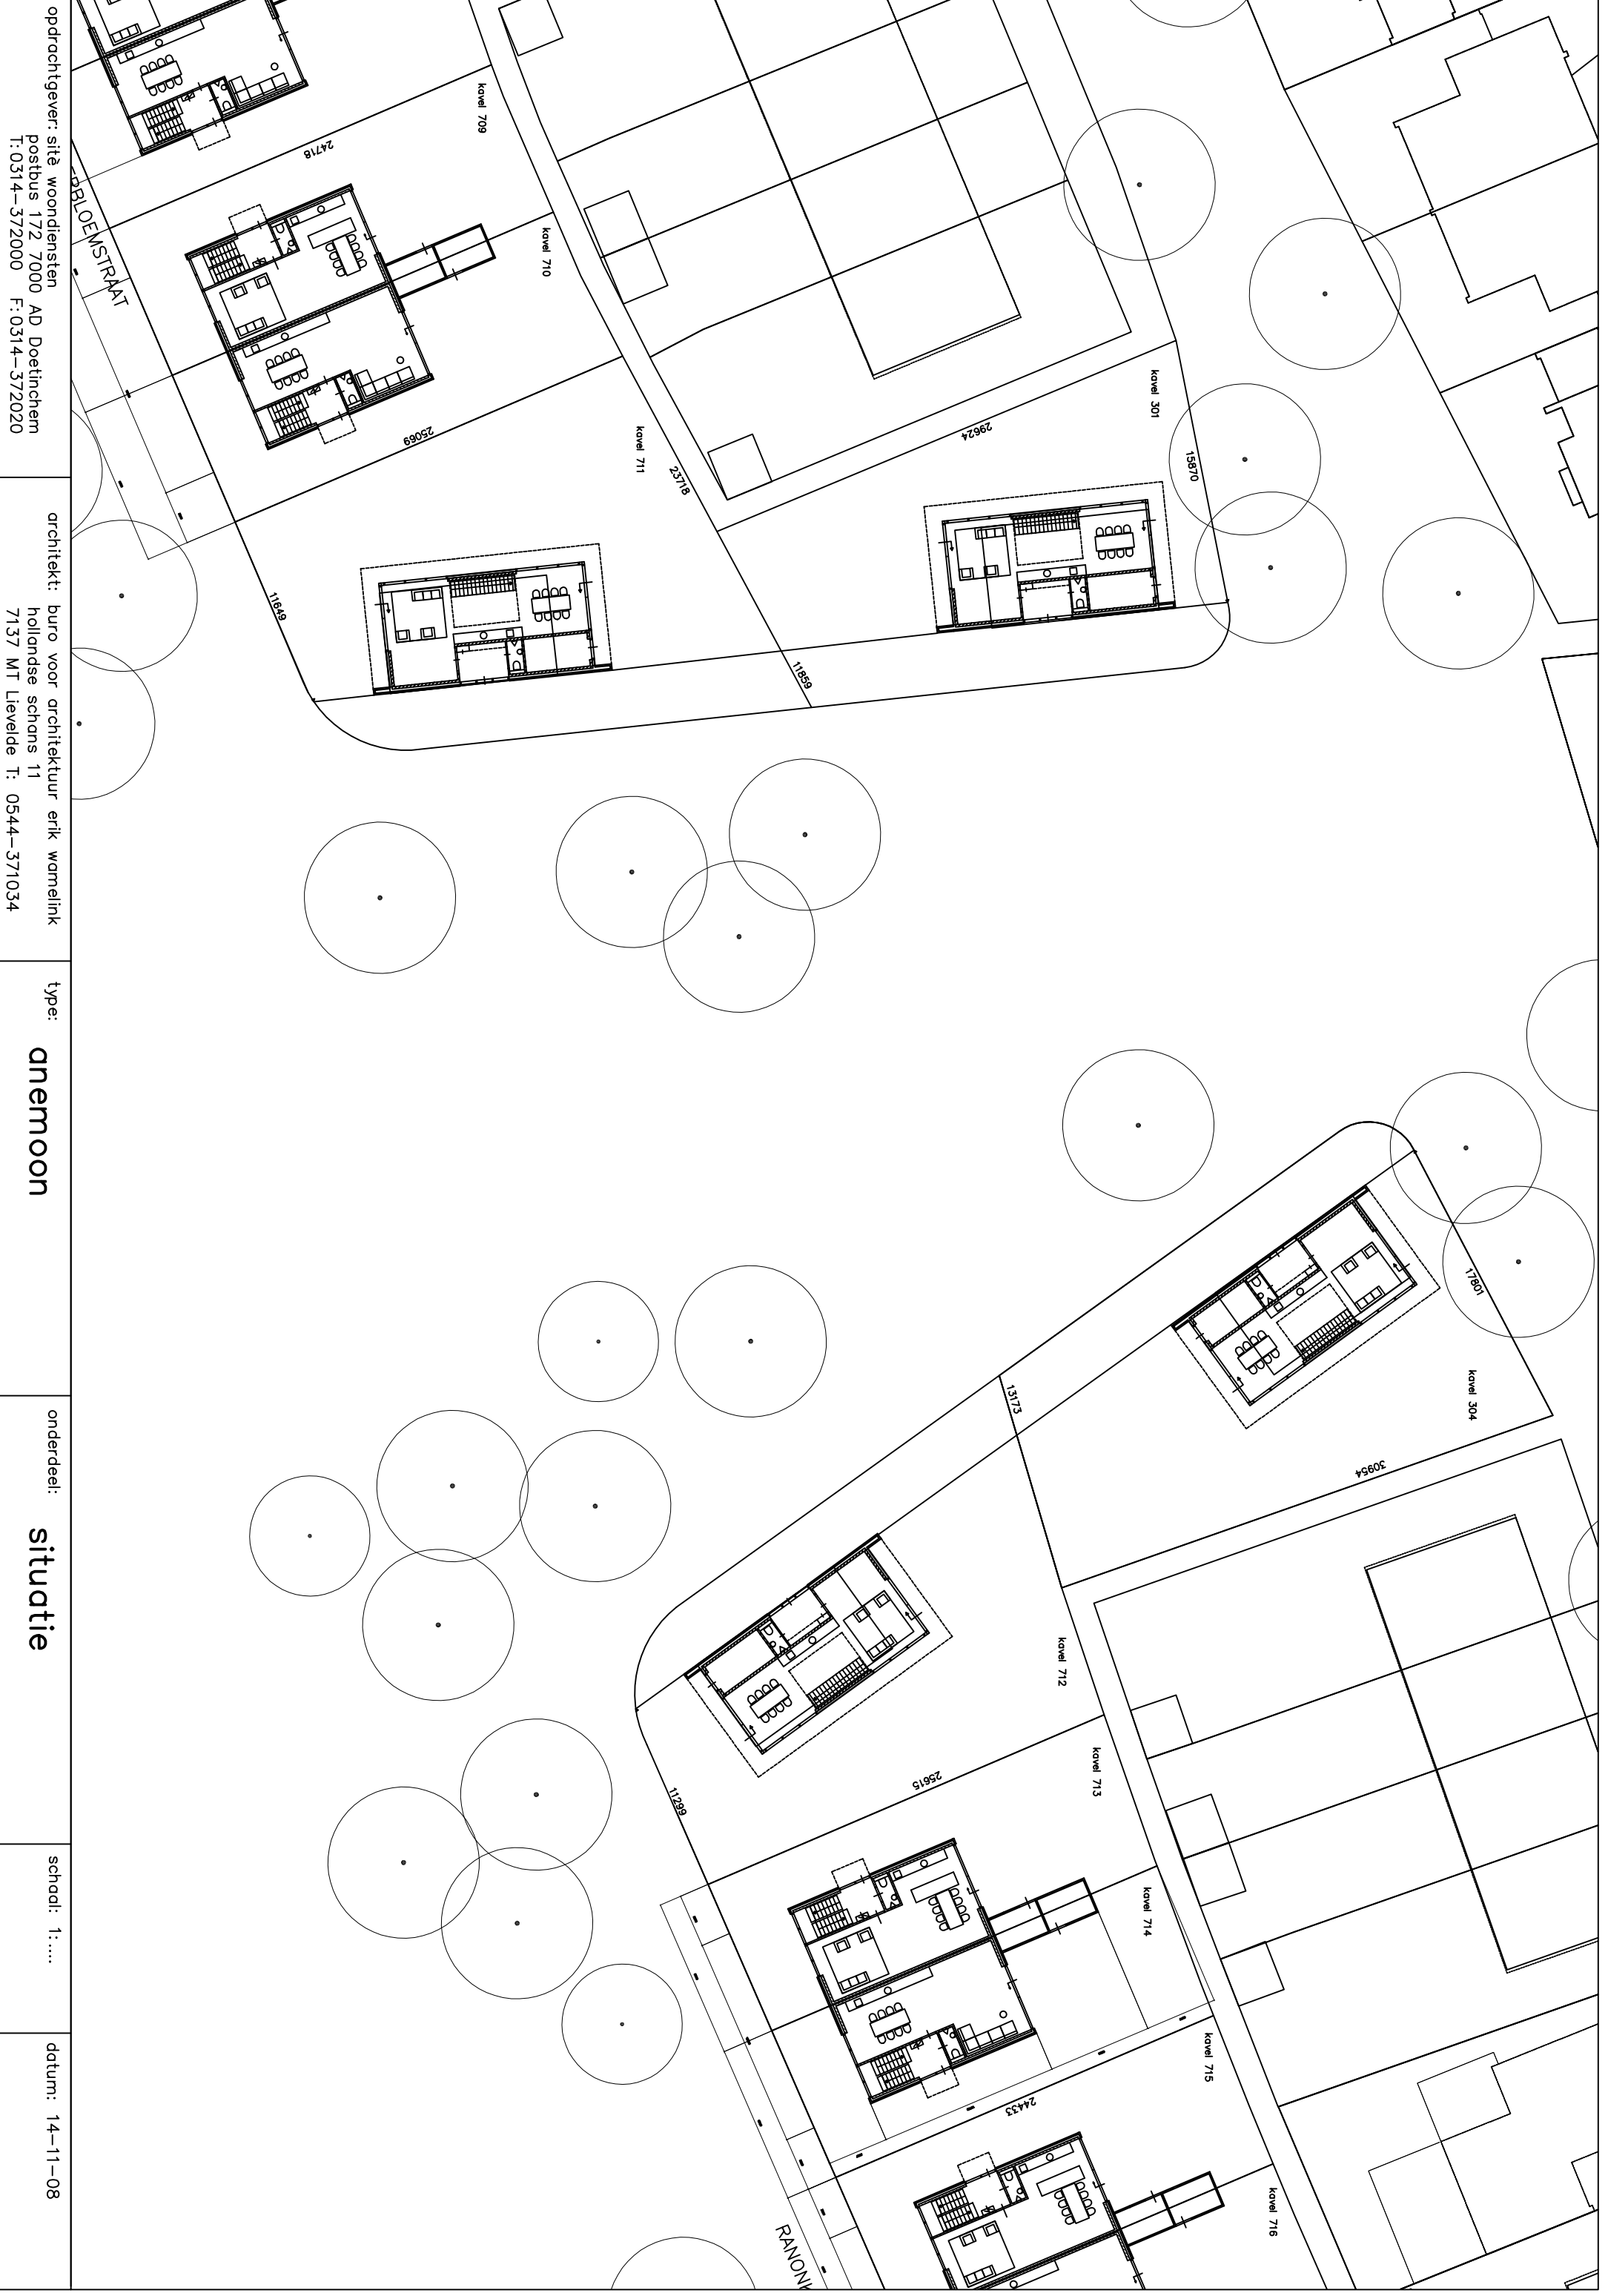 opdrachtgever: sitè woondiensten
postbus 172 7000 AD Doetinchem
T:0314-372000 F:0314-372020
architekt: buro voor architektuur erik wamelink
hollandse schans 11
7137 MT Lievelde T: 0544-371034
type: anemoon
onderdeel: situatie
schaal: 1:....
datum: 14-11-08
kavel 709
24718
kavel 710
25069
kavel 711
23718
29624
kavel 301
15870
11649
11859
17801
kavel 304
13173
30954
kavel 712
kavel 713
25615
11299
kavel 714
kavel 715
24433
kavel 716
ERBLOEMSTRAAT
RANONK